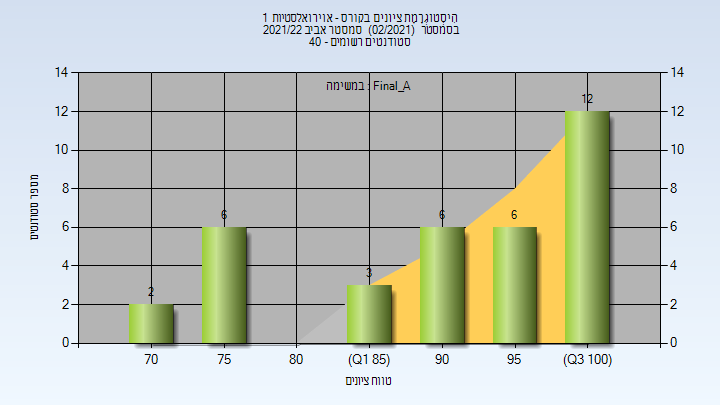 היסטוגרמת ציונים בקורס - אוירואלסטיות 1
בסמסטר (02/2021) סמסטר אביב 2021/22
סטודנטים רשומים - 40
במשימה : Final_A
14 14
12 12
10 10
8 8
6 6
4 4
2 2
0 0
2 6 3 6 6 12
מספר סטודנטים
70 75 80 (Q1 85) 90 95 (Q3 100)
טווח ציונים